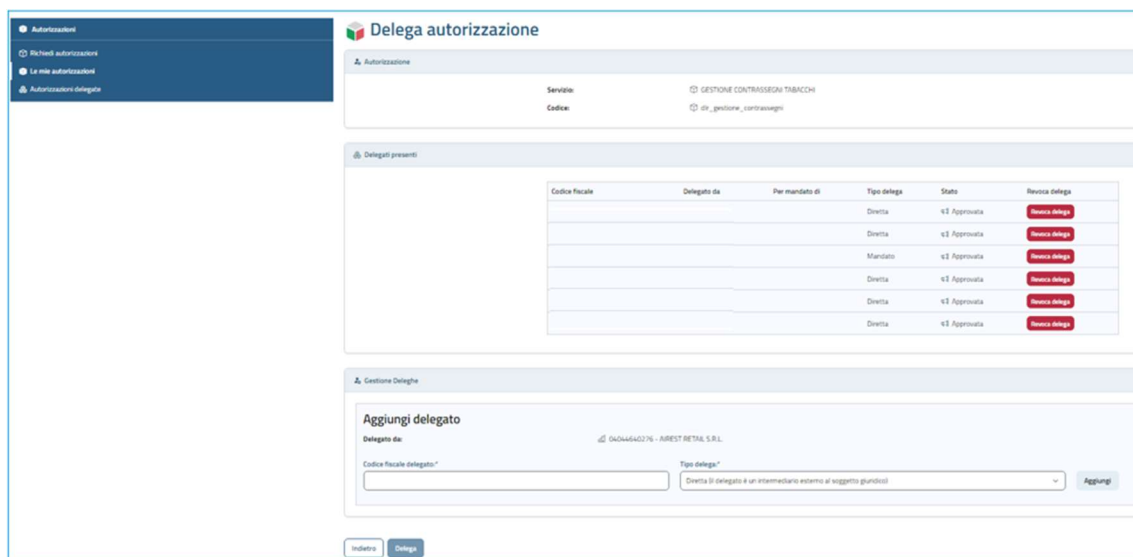 Autorizzazioni
Richiedi autorizzazioni
Le mie autorizzazioni
Autorizzazioni delegate
Delega autorizzazione
Autorizzazione
Servizio: GESTIONE CONTRASSEGNI TABACCHI
Codice: dlr_gestione_contrassegni
Delegati presenti
Codice fiscale Delegato da Per mandato di Tipo delega Stato Revoca delega
Diretta Approvata Revoca delega
Diretta Approvata Revoca delega
Mandato Approvata Revoca delega
Diretta Approvata Revoca delega
Diretta Approvata Revoca delega
Diretta Approvata Revoca delega
Gestione Deleghe
Aggiungi delegato
Delegato da: 04044640276 - AIREST RETAIL S.R.L.
Codice fiscale delegato:* Tipo delega:*
Diretta (il delegato è un intermediario esterno al soggetto giuridico) Aggiungi
Indietro Delega